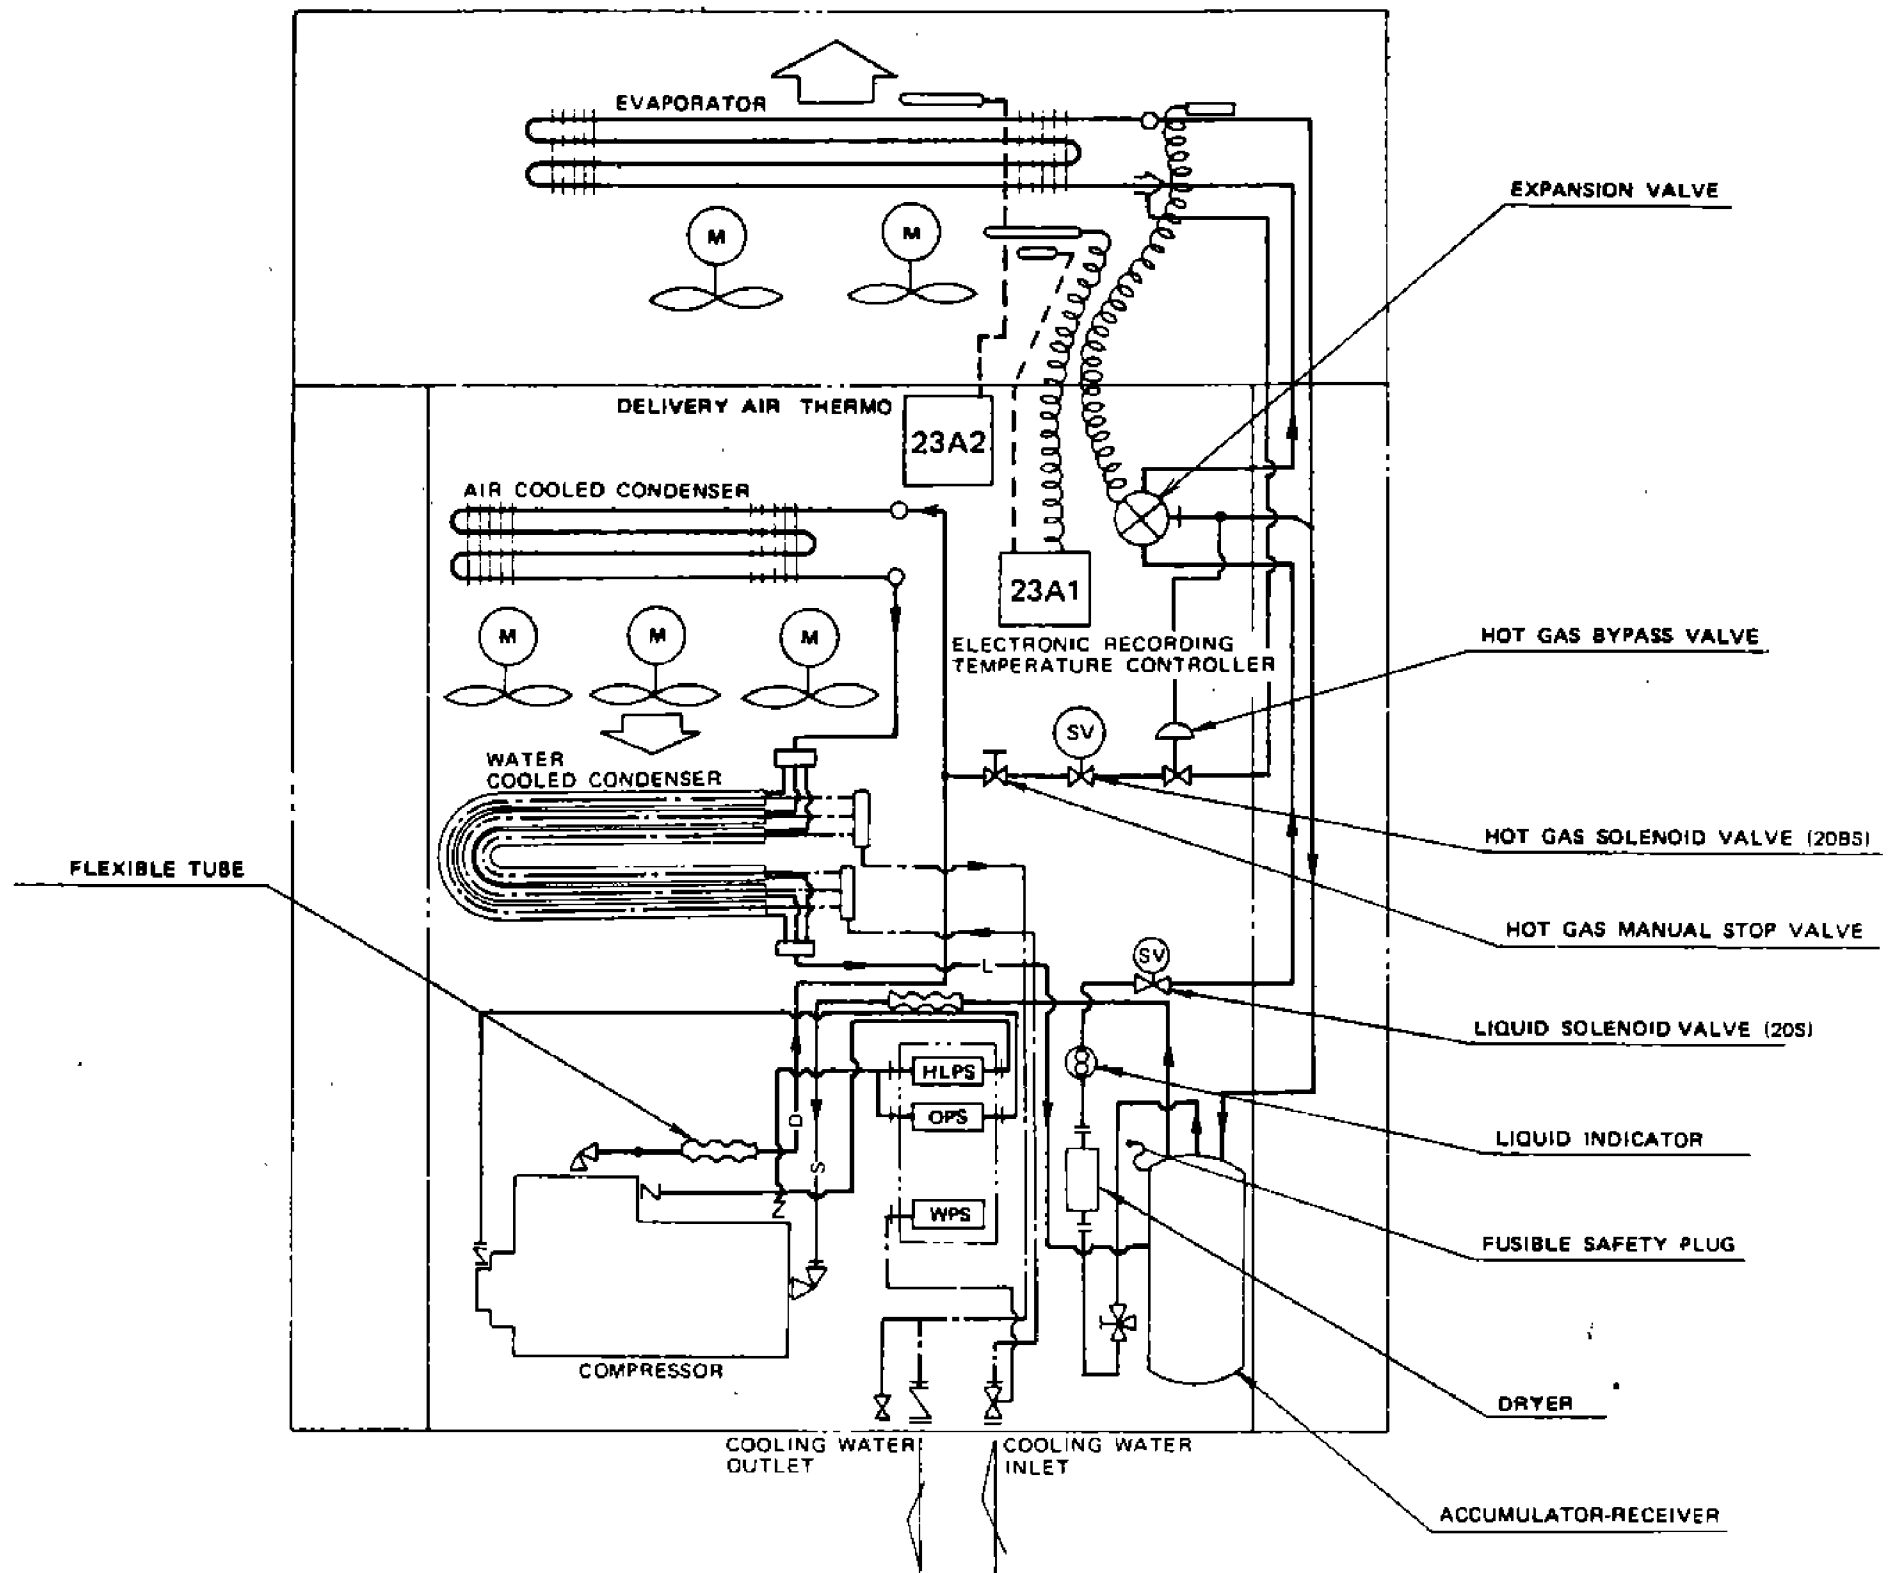 EVAPORATOR
EXPANSION VALVE
M
M
DELIVERY AIR THERMO
23A2
AIR COOLED CONDENSER
23A1
M
M
M
ELECTRONIC RECORDING
TEMPERATURE CONTROLLER
HOT GAS BYPASS VALVE
SV
WATER
COOLED CONDENSER
HOT GAS SOLENOID VALVE (20BS)
FLEXIBLE TUBE
HOT GAS MANUAL STOP VALVE
SV
L
LIQUID SOLENOID VALVE (20S)
HLPS
OPS
D
S
LIQUID INDICATOR
WPS
FUSIBLE SAFETY PLUG
COMPRESSOR
DRYER
COOLING WATER
OUTLET
COOLING WATER
INLET
ACCUMULATOR-RECEIVER